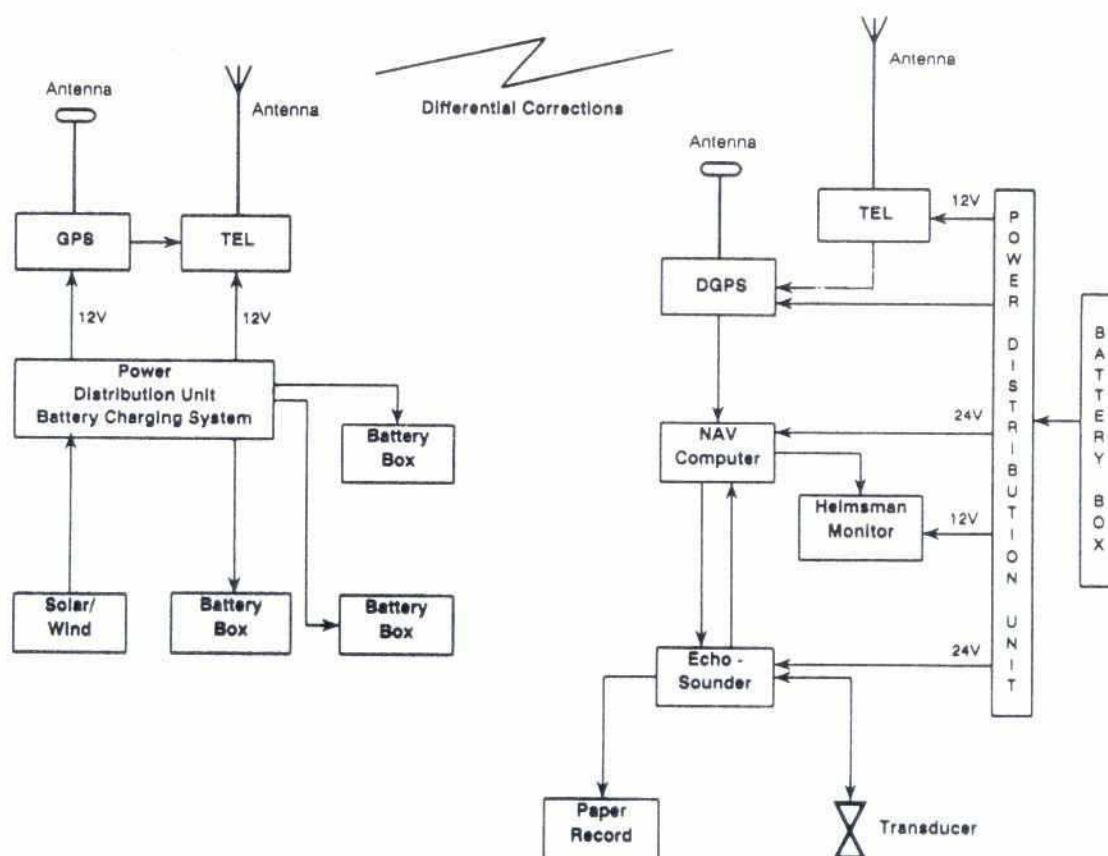 Antenna
Antenna
Differential Corrections
Antenna
Antenna
GPS
TEL
TEL
12V
DGPS
12V
12V
Power
Distribution Unit
Battery Charging System
Battery
Box
NAV
Computer
24V
Helmsman
Monitor
12V
Solar/
Wind
Battery
Box
Battery
Box
Echo -
Sounder
24V
Paper
Record
Transducer
POWER DISTRIBUTION UNIT
BATTERY BOX